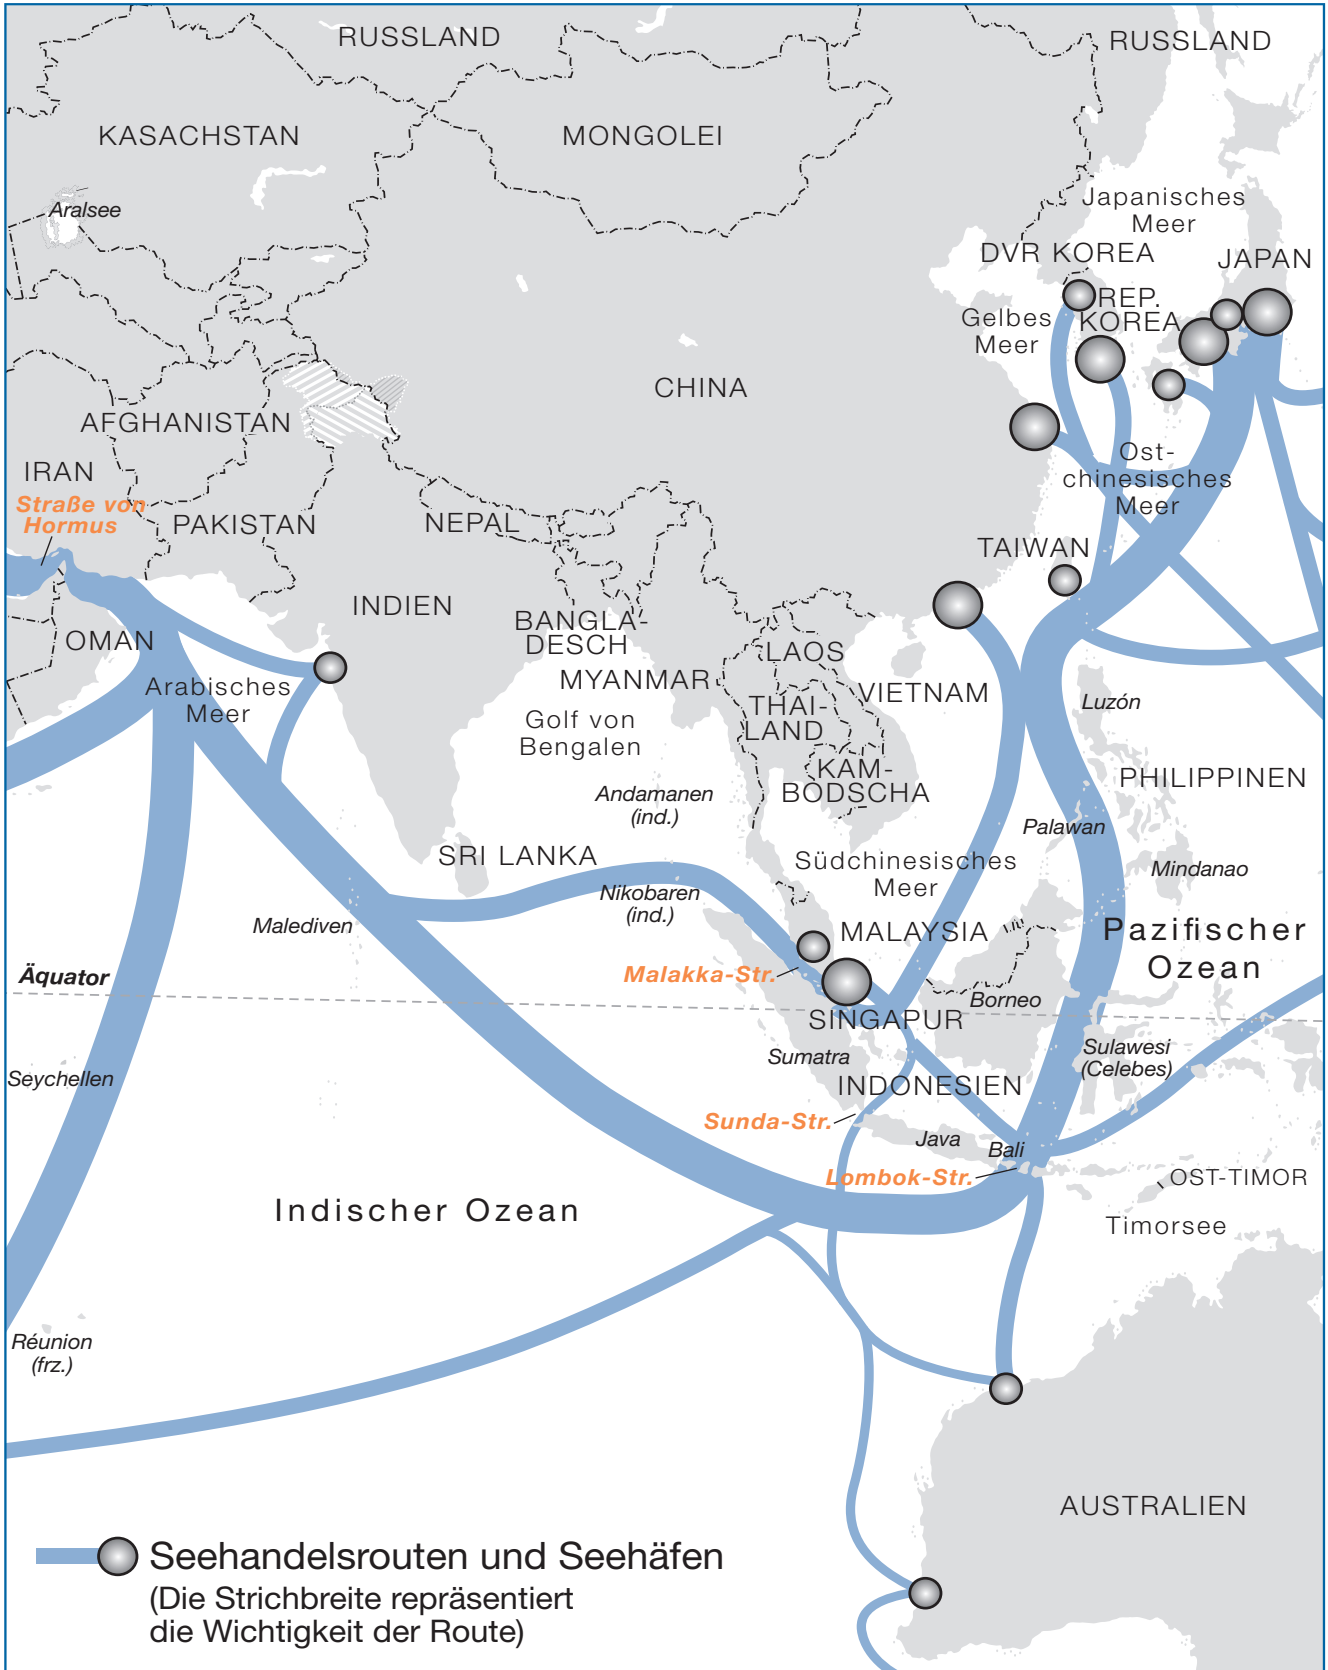 RUSSLAND
RUSSLAND
KASACHSTAN
MONGOLEI
Aralsee
Japanisches
Meer
DVR KOREA
JAPAN
REP.
KOREA
Gelbes
Meer
CHINA
AFGHANISTAN
IRAN
Straße von
Hormus
PAKISTAN
NEPAL
Ost-
chinesisches
Meer
TAIWAN
INDIEN
BANGLA-
DESCH
OMAN
LAOS
MYANMAR
Arabisches
Meer
VIETNAM
THAI-
LAND
Luzón
Golf von
Bengalen
KAM-
BODSCHA
PHILIPPINEN
Andamanen
(ind.)
Palawan
SRI LANKA
Südchinesisches
Meer
Mindanao
Nikobaren
(ind.)
Malediven
MALAYSIA
Pazifischer
Ozean
Äquator
Malakka-Str.
Borneo
SINGAPUR
Sumatra
Sulawesi
(Celebes)
Seychellen
INDONESIEN
Sunda-Str.
Java
Bali
Lombok-Str.
OST-TIMOR
Indischer Ozean
Timorsee
Réunion
(frz.)
AUSTRALIEN
Seehandelsrouten und Seehäfen
(Die Strichbreite repräsentiert
die Wichtigkeit der Route)